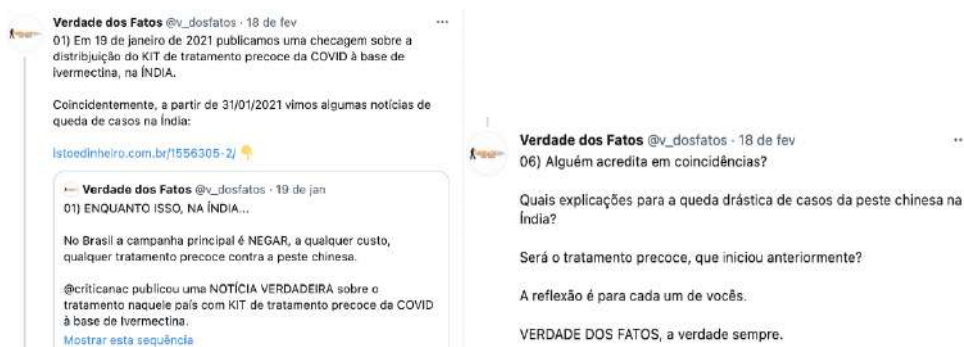 Verdade dos Fatos @v_dosfatos · 18 de fev
01) Em 19 de janeiro de 2021 publicamos uma checagem sobre a
distribjuição do KIT de tratamento precoce da COVID à base de
ivermectina, na ÍNDIA.
Coincidentemente, a partir de 31/01/2021 vimos algumas notícias de
queda de casos na Índia:
istoedinheiro.com.br/1556305-2/ 👇
Verdade dos Fatos @v_dosfatos · 19 de jan
01) ENQUANTO ISSO, NA ÍNDIA...
No Brasil a campanha principal é NEGAR, a qualquer custo,
qualquer tratamento precoce contra a peste chinesa.
@criticanac publicou uma NOTÍCIA VERDADEIRA sobre o
tratamento naquele país com KIT de tratamento precoce da COVID
à base de Ivermectina.
Mostrar esta sequência
Verdade dos Fatos @v_dosfatos · 18 de fev
06) Alguém acredita em coincidências?
Quais explicações para a queda drástica de casos da peste chinesa na
Índia?
Será o tratamento precoce, que iniciou anteriormente?
A reflexão é para cada um de vocês.
VERDADE DOS FATOS, a verdade sempre.